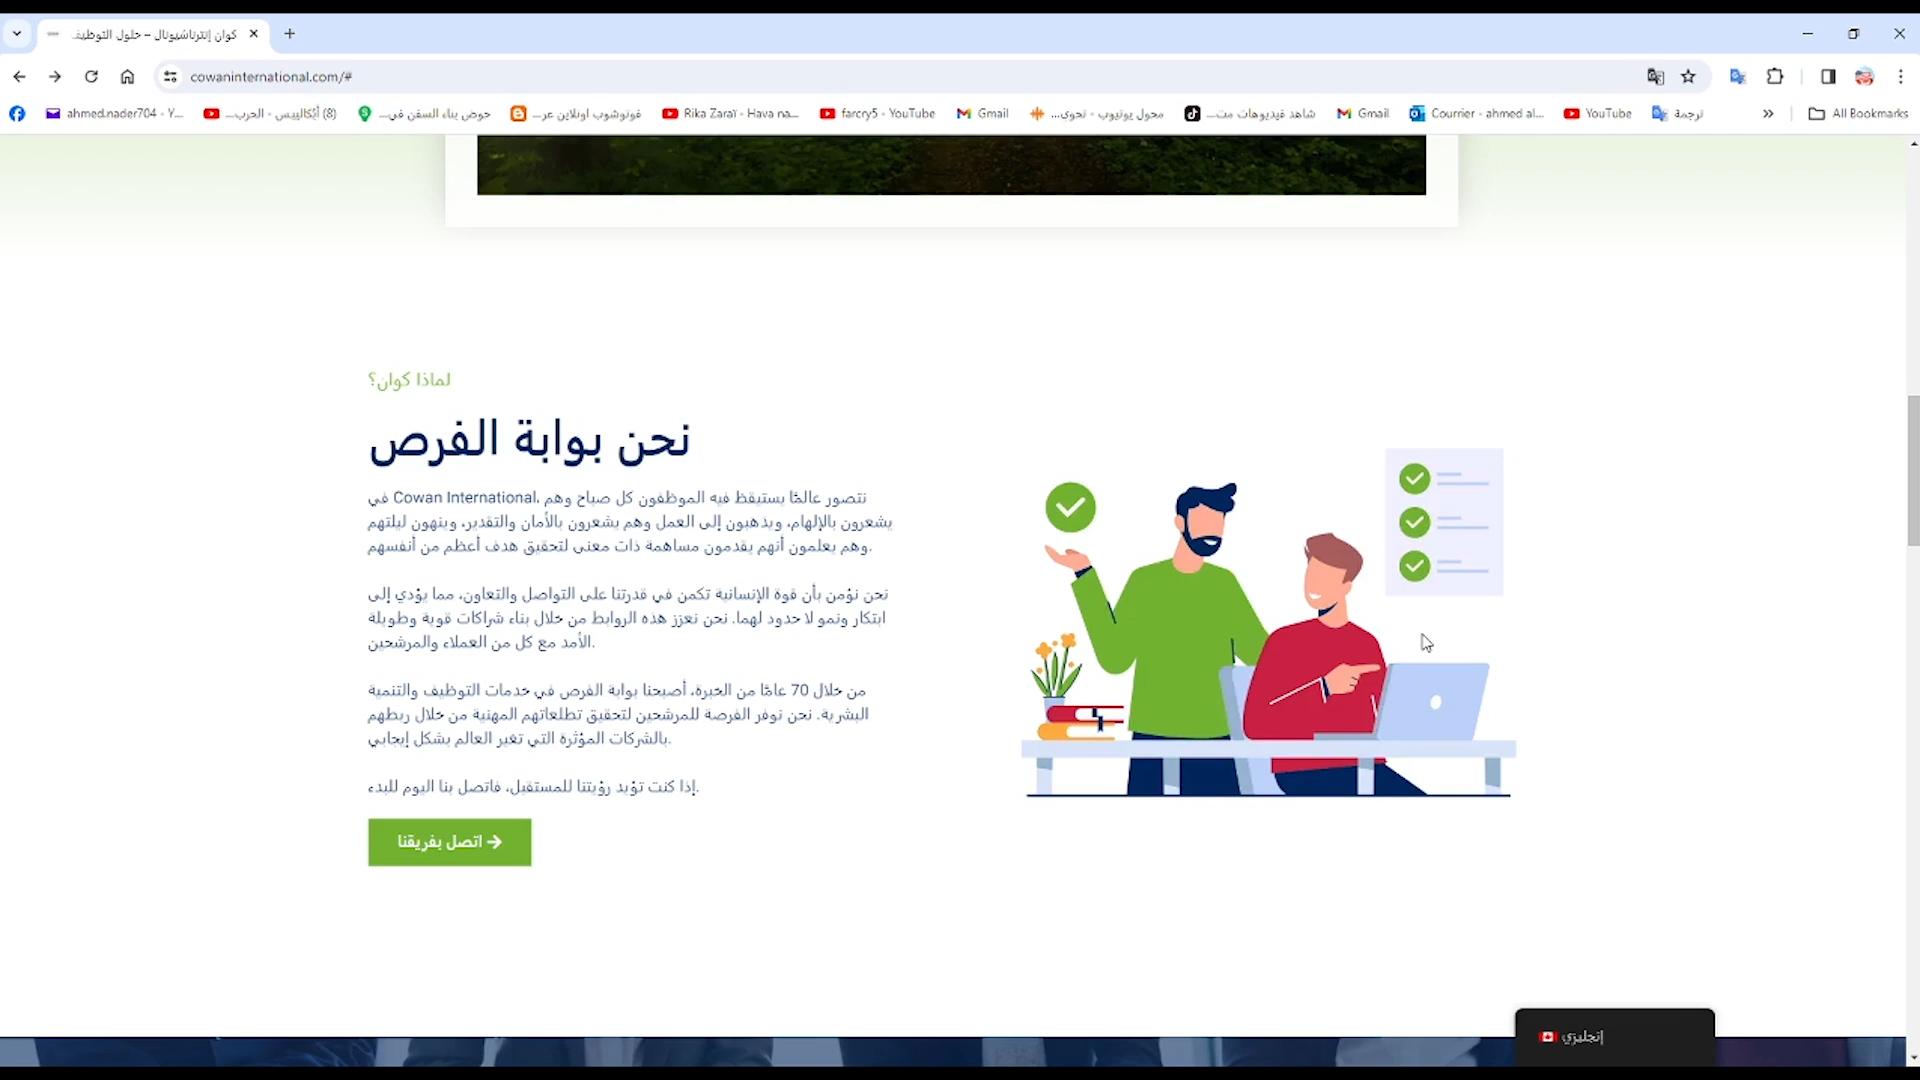 كوان إنترناشيونال – حلول التوظيف
cowaninternational.com/#
ahmed.nader704 - Y...
(8) أبُكاليبس - الحرب...
حوض بناء السفن في...
فوتوشوب اونلاين عر...
Rika Zaraï - Hava na...
farcry5 - YouTube
Gmail
محول يوتيوب - نحوي...
شاهد فيديوهات مت...
Gmail
Courrier - ahmed al...
YouTube
ترجمة
All Bookmarks
لماذا كوان؟
نحن بوابة الفرص
في Cowan International، نتصور عالمًا يستيقظ فيه الموظفون كل صباح وهم
يشعرون بالإلهام، ويذهبون إلى العمل وهم يشعرون بالأمان والتقدير، وينهون ليلتهم
وهم يعلمون أنهم يقدمون مساهمة ذات معنى لتحقيق هدف أعظم من أنفسهم.
نحن نؤمن بأن قوة الإنسانية تكمن في قدرتنا على التواصل والتعاون، مما يؤدي إلى
ابتكار ونمو لا حدود لهما. نحن نعزز هذه الروابط من خلال بناء شراكات قوية وطويلة
الأمد مع كل من العملاء والمرشحين.
من خلال 70 عامًا من الخبرة، أصبحنا بوابة الفرص في خدمات التوظيف والتنمية
البشرية. نحن نوفر الفرصة للمرشحين لتحقيق تطلعاتهم المهنية من خلال ربطهم
بالشركات المؤثرة التي تغير العالم بشكل إيجابي.
إذا كنت تؤيد رؤيتنا للمستقبل، فاتصل بنا اليوم للبدء.
اتصل بفريقنا
إنجليزي